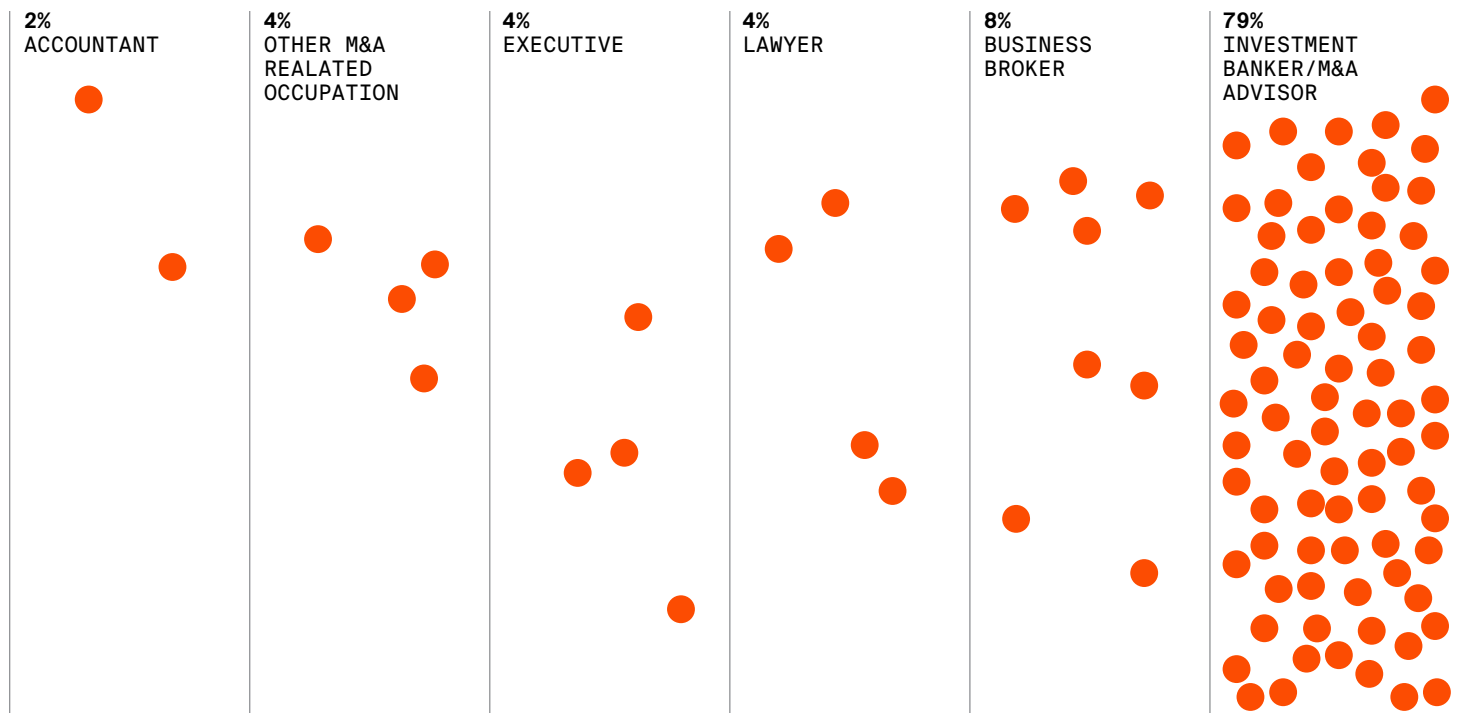 2%
ACCOUNTANT
4%
OTHER M&A
REALATED
OCCUPATION
4%
EXECUTIVE
4%
LAWYER
8%
BUSINESS
BROKER
79%
INVESTMENT
BANKER/M&A
ADVISOR